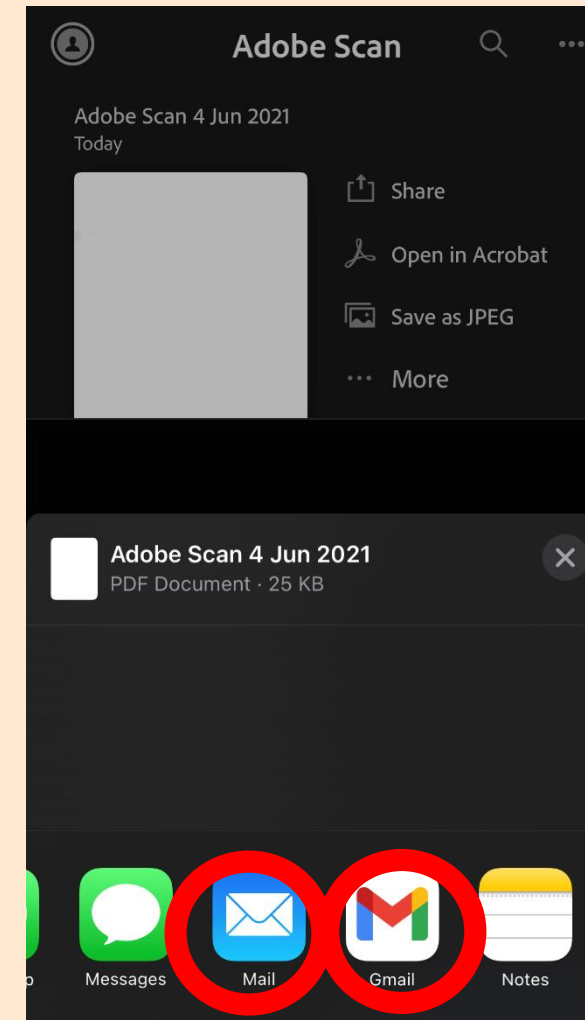 Adobe Scan
Adobe Scan 4 Jun 2021
Today
Share
Open in Acrobat
Save as JPEG
More
Adobe Scan 4 Jun 2021
PDF Document · 25 KB
p
Messages
Mail
Gmail
Notes